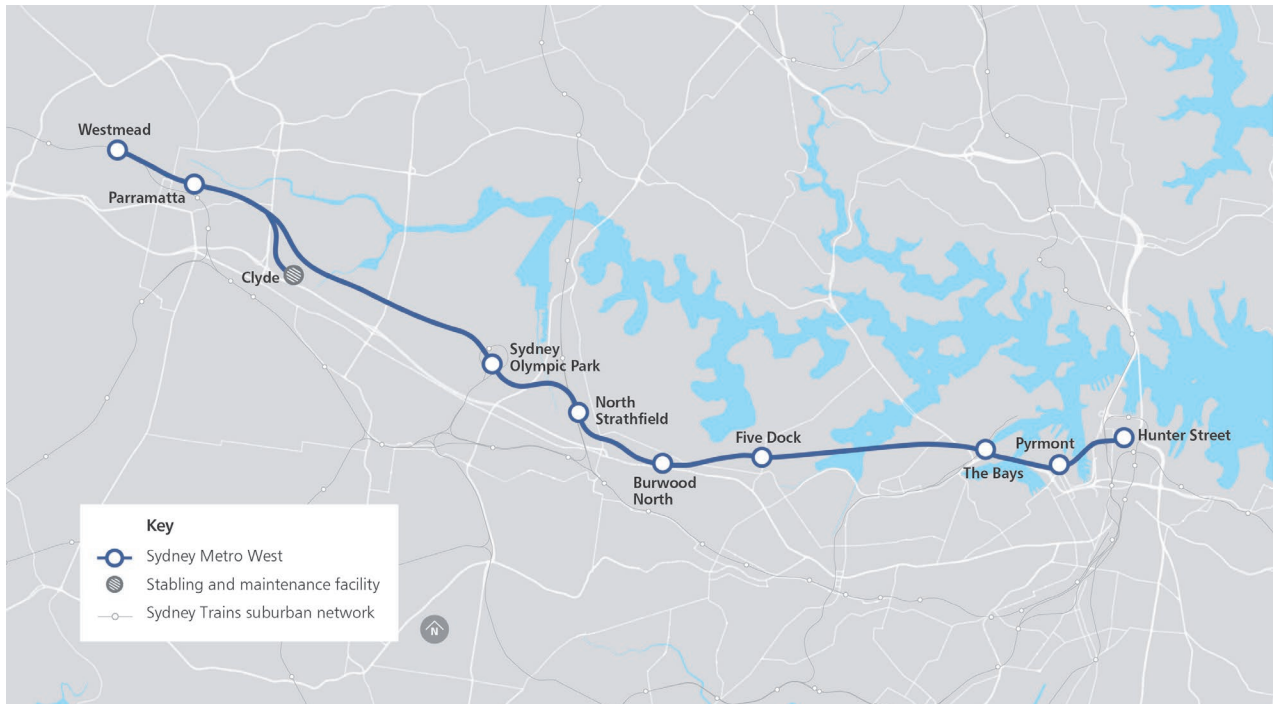 Westmead
Parramatta
Clyde
Sydney
Olympic Park
North
Strathfield
Burwood
North
Five Dock
The Bays
Pyrmont
Hunter Street
Key
Sydney Metro West
Stabling and maintenance facility
Sydney Trains suburban network
N